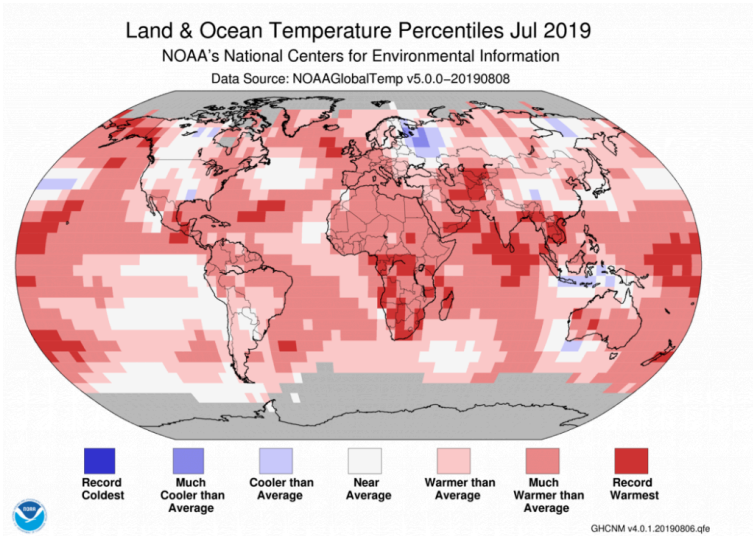 Land & Ocean Temperature Percentiles Jul 2019
NOAA's National Centers for Environmental Information
Data Source: NOAAGlobalTemp v5.0.0−20190808
Record
Coldest
Much
Cooler than
Average
Cooler than
Average
Near
Average
Warmer than
Average
Much
Warmer than
Average
Record
Warmest
GHCNM v4.0.1.20190806.qfe